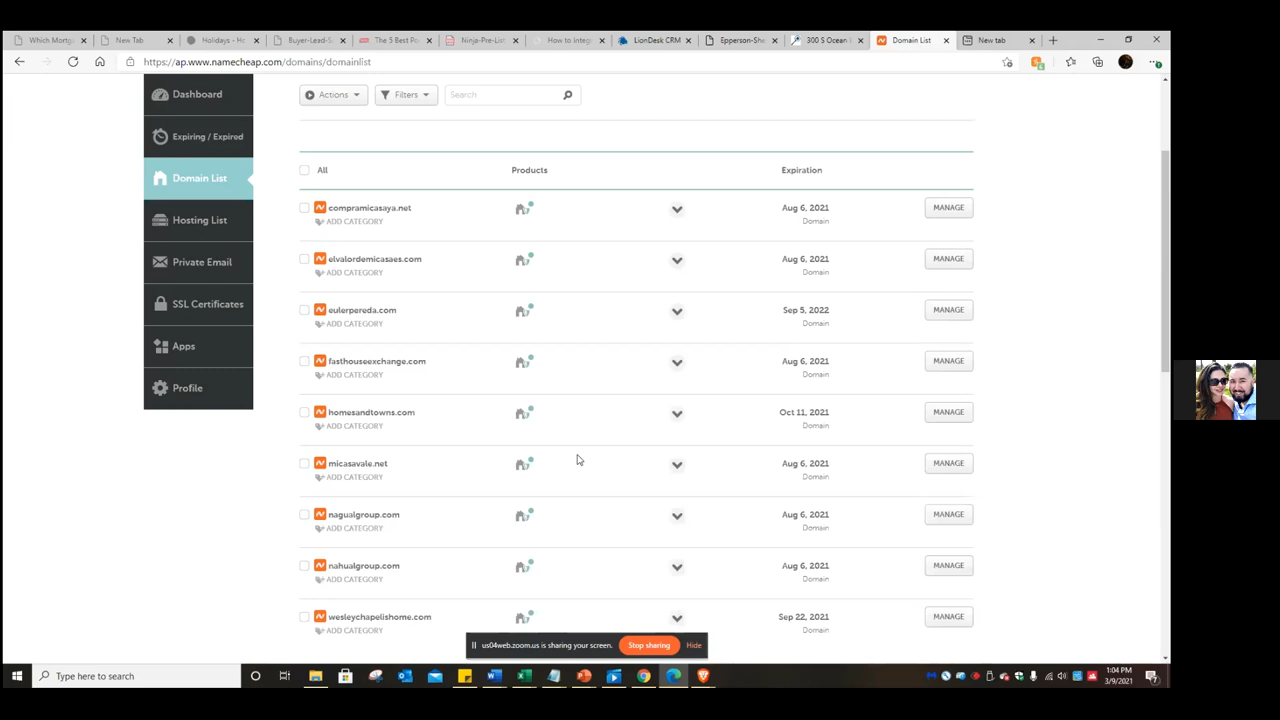 Which Mortg
New Tab
Holidays - Ho
Buyer-Lead-S
The 5 Best Po
Ninja-Pre-List
How to integ
LionDesk CRM
Epperson-She
300 S Ocean
Domain List
New tab
https://ap.www.namecheap.com/domains/domainlist
Dashboard
Expiring / Expired
Domain List
Hosting List
Private Email
SSL Certificates
Apps
Profile
Actions
Filters
Search
All
Products
Expiration
compramicasaya.net
Aug 6, 2021
MANAGE
ADD CATEGORY
Domain
elvalordemicasaes.com
Aug 6, 2021
MANAGE
ADD CATEGORY
Domain
eulerpereda.com
Sep 5, 2022
MANAGE
ADD CATEGORY
Domain
fasthouseexchange.com
Aug 6, 2021
MANAGE
ADD CATEGORY
Domain
homesandtowns.com
Oct 11, 2021
MANAGE
ADD CATEGORY
Domain
micasavale.net
Aug 6, 2021
MANAGE
ADD CATEGORY
Domain
nagualgroup.com
Aug 6, 2021
MANAGE
ADD CATEGORY
Domain
nahualgroup.com
Aug 6, 2021
MANAGE
ADD CATEGORY
Domain
wesleychapelishome.com
Sep 22, 2021
MANAGE
ADD CATEGORY
Domain
us04web.zoom.us is sharing your screen.
Stop sharing
Hide
Type here to search
1:04 PM
3/9/2021